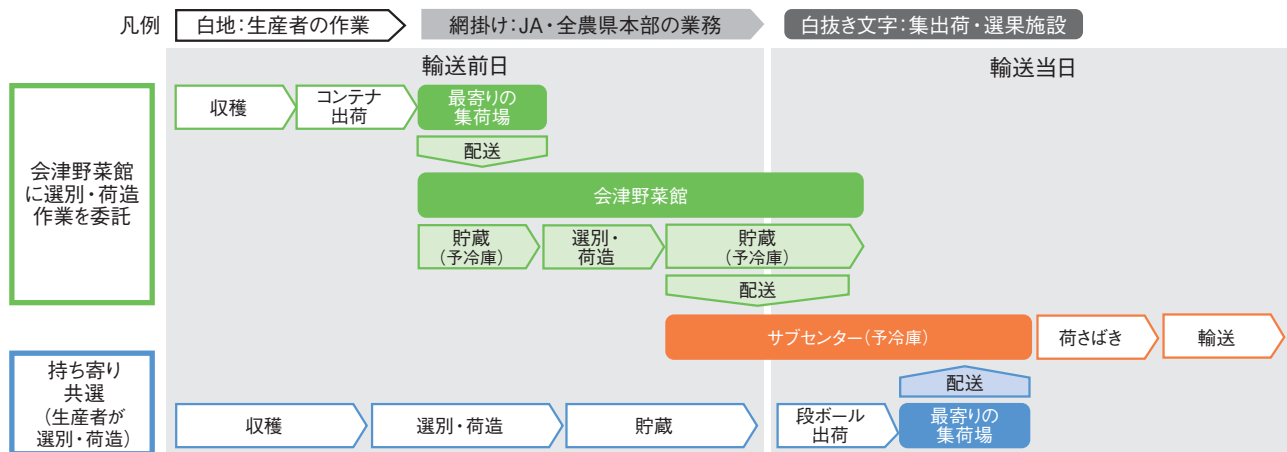 凡例
白地：生産者の作業
網掛け：JA・全農県本部の業務
白抜き文字：集出荷・選果施設
輸送前日
輸送当日
会津野菜館
に選別・荷造
作業を委託
収穫
コンテナ
出荷
最寄りの
集荷場
配送
会津野菜館
貯蔵
(予冷庫)
選別・
荷造
貯蔵
(予冷庫)
配送
サブセンター(予冷庫)
荷さばき
輸送
持ち寄り
共選
(生産者が
選別・荷造)
収穫
選別・荷造
貯蔵
段ボール
出荷
配送
最寄りの
集荷場